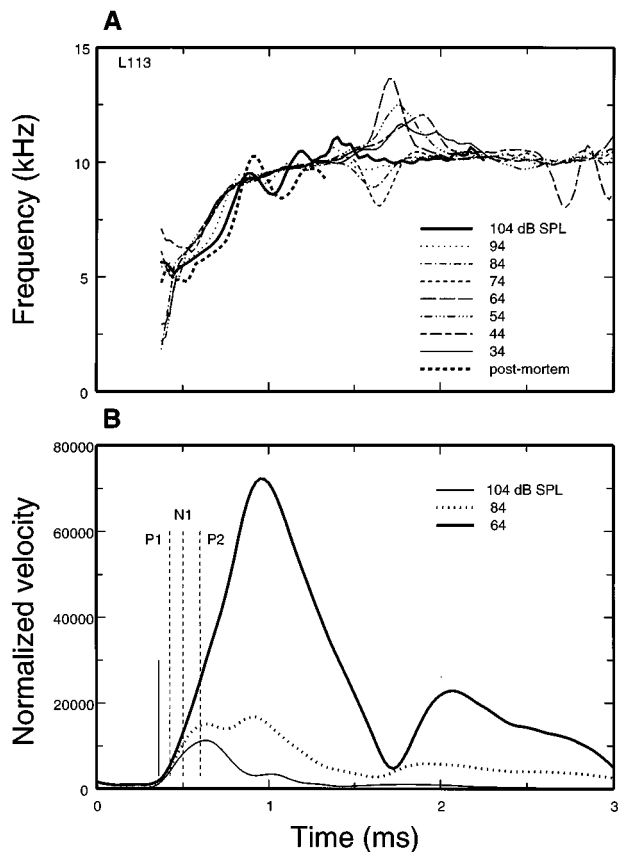 A
15
L113
10
5
0
Frequency (kHz)
104 dB SPL
94
84
74
64
54
44
34
post-mortem
B
80000
60000
40000
20000
0
Normalized velocity
N1
P1
P2
104 dB SPL
84
64
0
1
2
3
Time (ms)